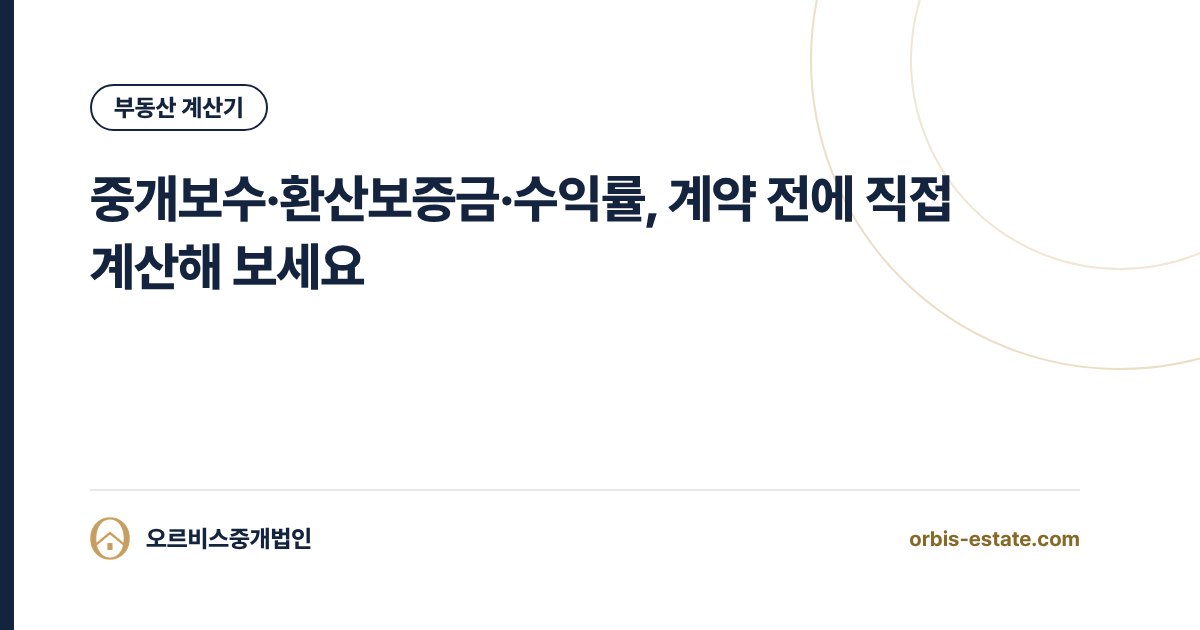 부동산 계산기
중개보수·환산보증금·수익률, 계약 전에 직접
계산해 보세요
오르비스중개법인
orbis-estate.com